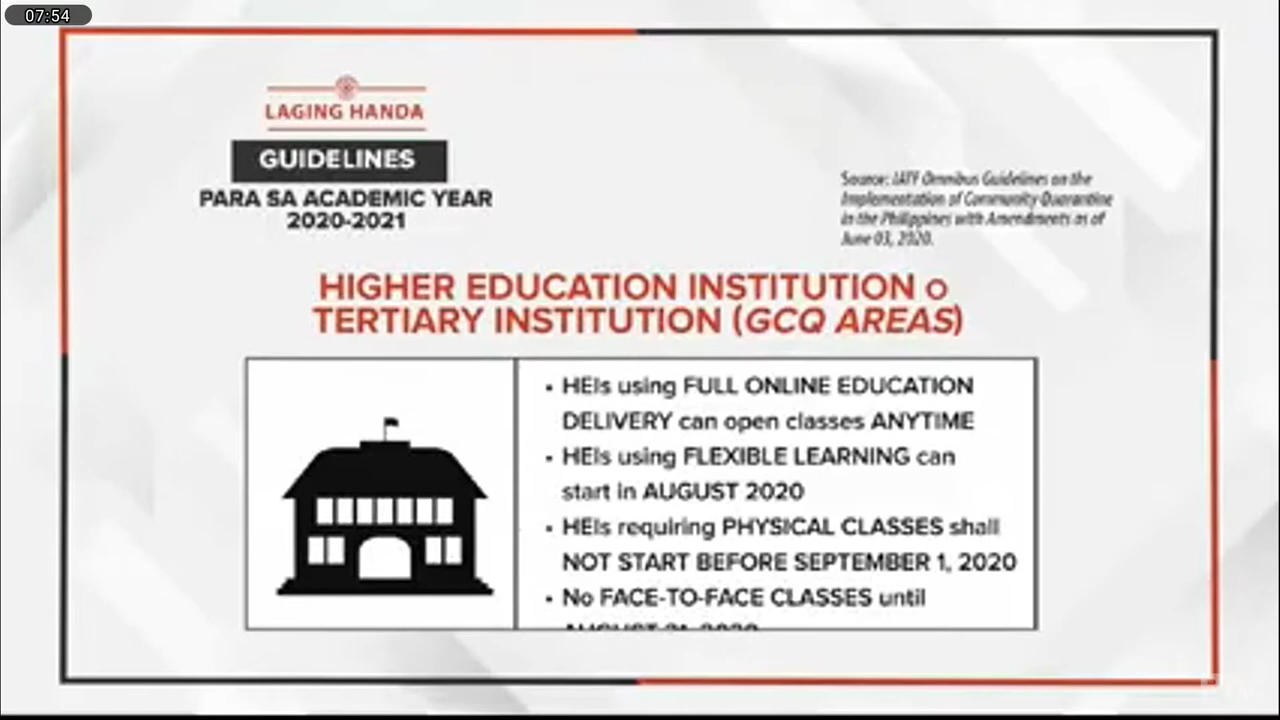 07:54
LAGING HANDA
GUIDELINES
PARA SA ACADEMIC YEAR
2020-2021
Source: IATF Omnibus Guidelines on the
Implementation of Community Quarantine
in the Philippines with Amendments as of
June 03, 2020.
HIGHER EDUCATION INSTITUTION o
TERTIARY INSTITUTION (GCQ AREAS)
• HEIs using FULL ONLINE EDUCATION
DELIVERY can open classes ANYTIME
• HEIs using FLEXIBLE LEARNING can
start in AUGUST 2020
• HEIs requiring PHYSICAL CLASSES shall
NOT START BEFORE SEPTEMBER 1, 2020
• No FACE-TO-FACE CLASSES until
AUGUST 31, 2020